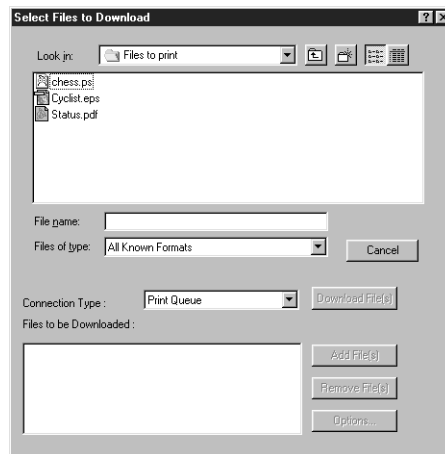 Select Files to Download
Look in: Files to print
chess.ps
Cyclist.eps
Status.pdf
File name:
Files of type: All Known Formats Cancel
Connection Type : Print Queue Download File(s)
Files to be Downloaded :
Add File(s)
Remove File(s)
Options...